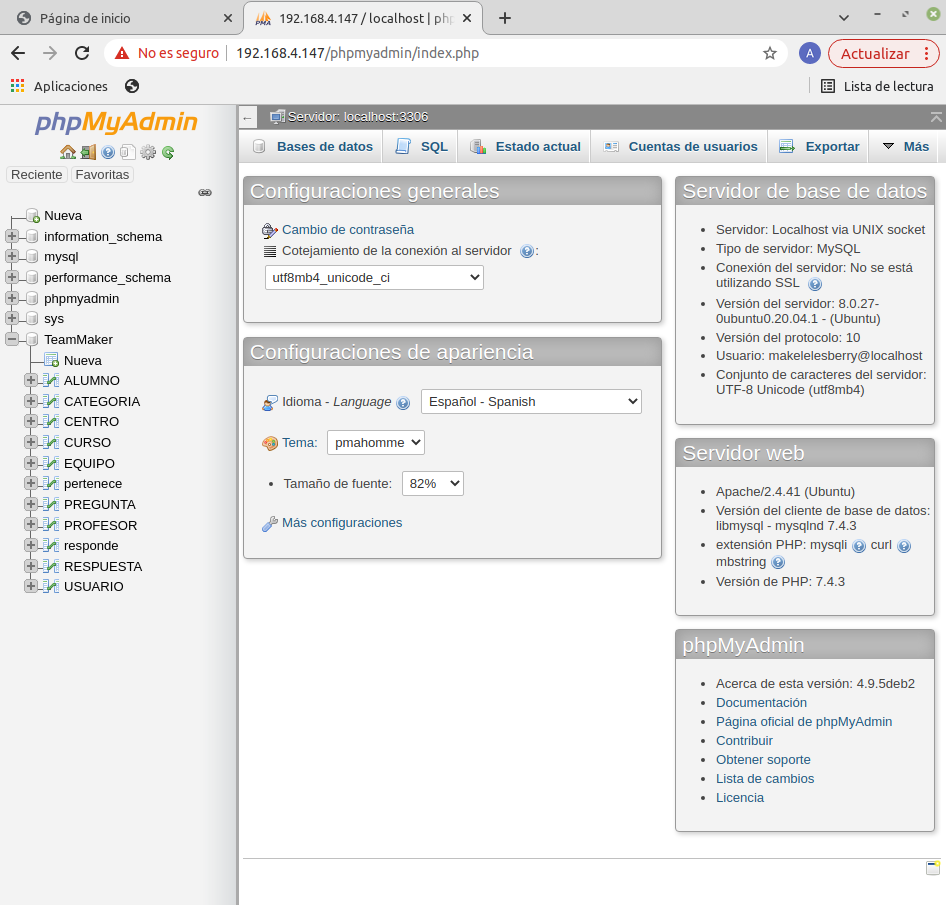 Página de inicio
192.168.4.147 / localhost | php
No es seguro
192.168.4.147/phpmyadmin/index.php
A
Actualizar
Aplicaciones
Lista de lectura
phpMyAdmin
Reciente
Favoritas
Nueva
information_schema
mysql
performance_schema
phpmyadmin
sys
TeamMaker
Nueva
ALUMNO
CATEGORIA
CENTRO
CURSO
EQUIPO
pertenece
PREGUNTA
PROFESOR
responde
RESPUESTA
USUARIO
Servidor: localhost:3306
Bases de datos
SQL
Estado actual
Cuentas de usuarios
Exportar
Más
Configuraciones generales
Cambio de contraseña
Cotejamiento de la conexión al servidor :
utf8mb4_unicode_ci
Configuraciones de apariencia
Idioma - Language
Español - Spanish
Tema:
pmahomme
Tamaño de fuente:
82%
Más configuraciones
Servidor de base de datos
Servidor: Localhost via UNIX socket
Tipo de servidor: MySQL
Conexión del servidor: No se está
utilizando SSL
Versión del servidor: 8.0.27-
0ubuntu0.20.04.1 - (Ubuntu)
Versión del protocolo: 10
Usuario: makelelesberry@localhost
Conjunto de caracteres del servidor:
UTF-8 Unicode (utf8mb4)
Servidor web
Apache/2.4.41 (Ubuntu)
Versión del cliente de base de datos:
libmysql - mysqlnd 7.4.3
extensión PHP: mysqli curl
mbstring
Versión de PHP: 7.4.3
phpMyAdmin
Acerca de esta versión: 4.9.5deb2
Documentación
Página oficial de phpMyAdmin
Contribuir
Obtener soporte
Lista de cambios
Licencia